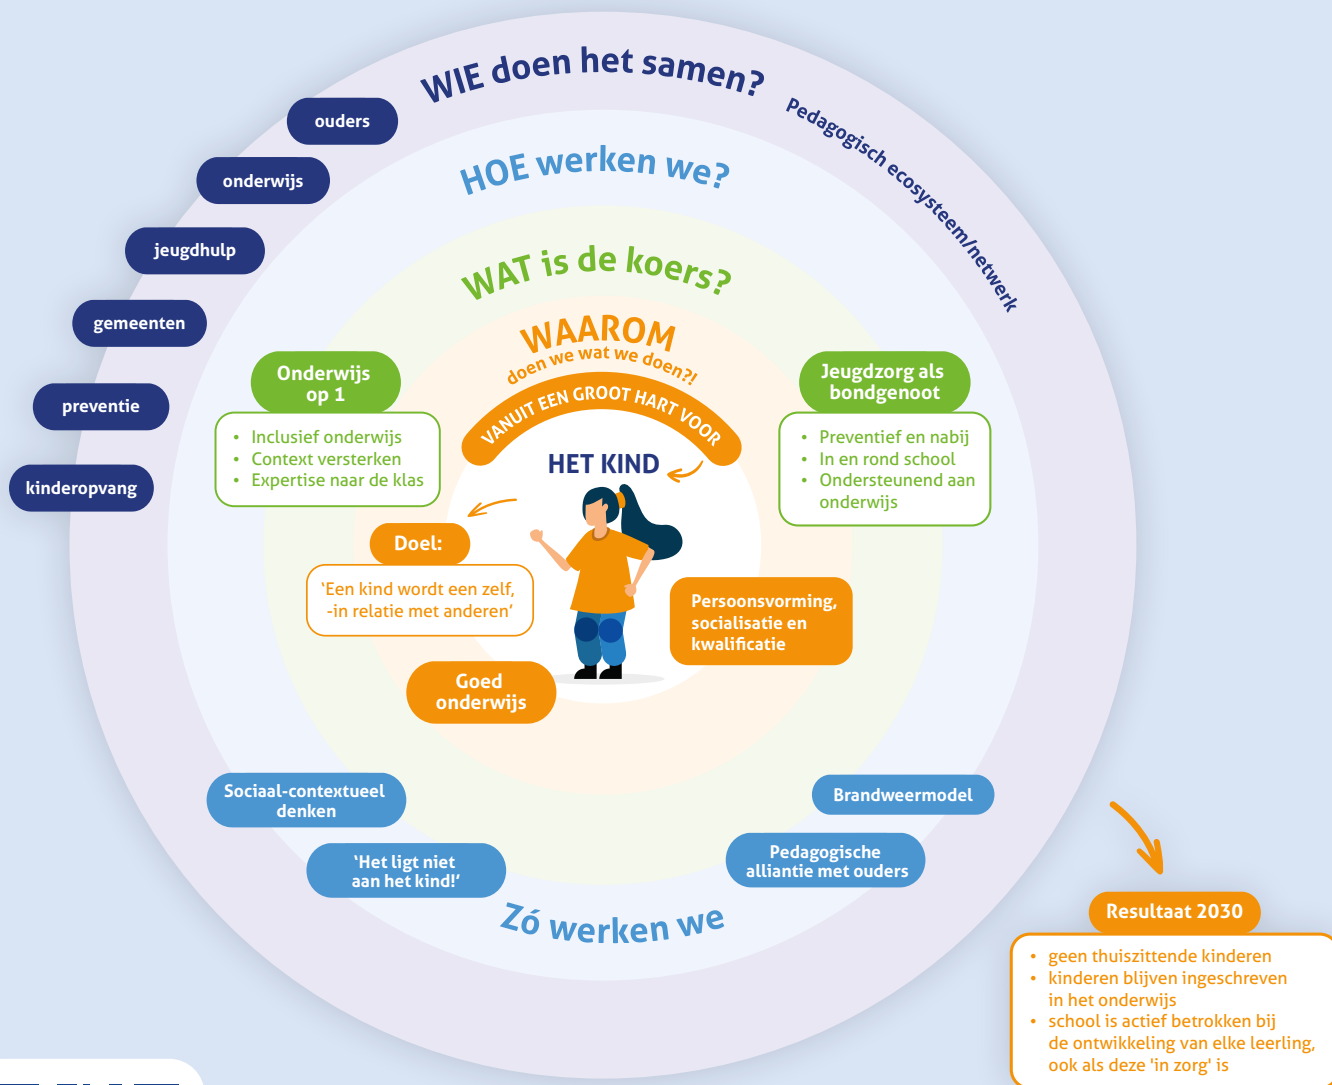 WIE doen het samen?
Pedagogisch ecosysteem/netwerk
ouders
onderwijs
jeugdhulp
gemeenten
preventie
kinderopvang
HOE werken we?
WAT is de koers?
WAAROM
doen we wat we doen?!
VANUIT EEN GROOT HART VOOR
HET KIND
Onderwijs
op 1
• Inclusief onderwijs
• Context versterken
• Expertise naar de klas
Jeugdzorg als
bondgenoot
• Preventief en nabij
• In en rond school
• Ondersteunend aan
onderwijs
Doel:
‘Een kind wordt een zelf,
-in relatie met anderen’
Persoonsvorming,
socialisatie en
kwalificatie
Goed
onderwijs
Sociaal-contextueel
denken
‘Het ligt niet
aan het kind!’
Brandweermodel
Pedagogische
alliantie met ouders
Zó werken we
Resultaat 2030
• geen thuiszittende kinderen
• kinderen blijven ingeschreven
in het onderwijs
• school is actief betrokken bij
de ontwikkeling van elke leerling,
ook als deze 'in zorg' is